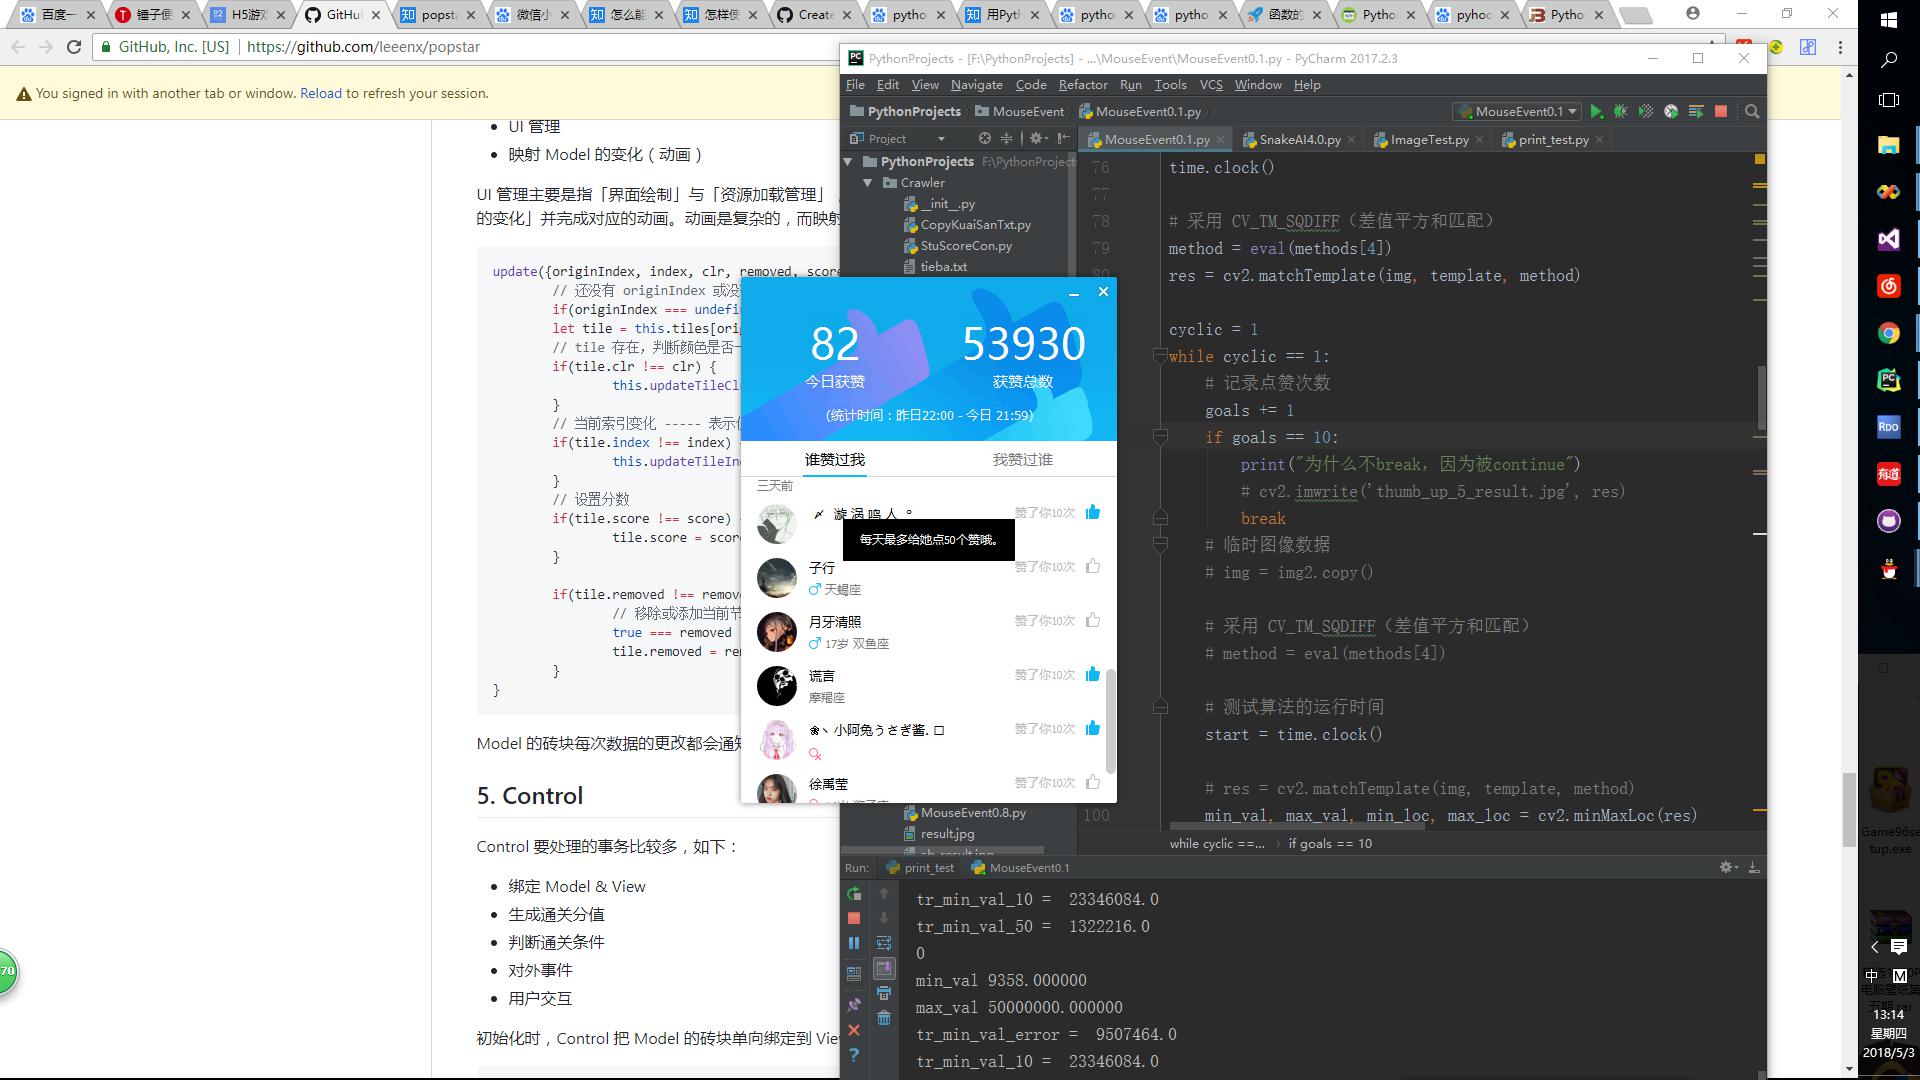 百度一
锤子便
H5游戏
GitHub
popsta
微信小
怎么能
怎样使
Create
pytho
用Pyth
pytho
pytho
函数的
Pytho
pyhoc
Pytho
GitHub, Inc. [US] | https://github.com/leeenx/popstar
You signed in with another tab or window. Reload to refresh your session.
UI 管理
映射 Model 的变化（动画）
UI 管理主要是指「界面绘制」与「资源加载管理」，
的变化」并完成对应的动画。动画是复杂的，而映射
update({originIndex, index, clr, removed, score
// 还没有 originIndex 或没
if(originIndex === undefi
let tile = this.tiles[ori
// tile 存在，判断颜色是否一
if(tile.clr !== clr) {
this.updateTileCl
}
// 当前索引变化 ----- 表示位
if(tile.index !== index)
this.updateTileIn
}
// 设置分数
if(tile.score !== score)
tile.score = scor
}
if(tile.removed !== remov
// 移除或添加当前节
true === removed
tile.removed = re
}
}
Model 的砖块每次数据的更改都会通知
5. Control
Control 要处理的事务比较多，如下：
绑定 Model & View
生成通关分值
判断通关条件
对外事件
用户交互
初始化时，Control 把 Model 的砖块单向绑定到 Vie
70
PythonProjects - [F:\PythonProjects] - ...\MouseEvent\MouseEvent0.1.py - PyCharm 2017.2.3
File Edit View Navigate Code Refactor Run Tools VCS Window Help
PythonProjects MouseEvent MouseEvent0.1.py
MouseEvent0.1
Project
MouseEvent0.1.py SnakeAI4.0.py ImageTest.py print_test.py
PythonProjects F:\PythonProject
Crawler
__init__.py
CopyKuaiSanTxt.py
StuScoreCon.py
tieba.txt
MouseEvent0.8.py
result.jpg
76 time.clock()
77
78 # 采用 CV_TM_SQDIFF（差值平方和匹配）
79 method = eval(methods[4])
80 res = cv2.matchTemplate(img, template, method)
cyclic = 1
while cyclic == 1:
# 记录点赞次数
goals += 1
if goals == 10:
print("为什么不break，因为被continue")
# cv2.imwrite('thumb_up_5_result.jpg', res)
break
# 临时图像数据
# img = img2.copy()
# 采用 CV_TM_SQDIFF（差值平方和匹配）
# method = eval(methods[4])
# 测试算法的运行时间
start = time.clock()
# res = cv2.matchTemplate(img, template, method)
100 min_val, max_val, min_loc, max_loc = cv2.minMaxLoc(res)
while cyclic ==... if goals == 10
82
今日获赞
53930
获赞总数
(统计时间：昨日22:00 - 今日 21:59)
谁赞过我
我赞过谁
三天前
漩 涡 鸣 人 。
赞了你10次
每天最多给她点50个赞哦。
子行
赞了你10次
♂ 天蝎座
月牙清照
赞了你10次
♂ 17岁 双鱼座
谎言
赞了你10次
摩羯座
❀丶小阿兔うさぎ酱. □
赞了你10次
徐禹莹
赞了你10次
Run: print_test MouseEvent0.1
tr_min_val_10 = 23346084.0
tr_min_val_50 = 1322216.0
0
min_val 9358.000000
max_val 50000000.000000
tr_min_val_error = 9507464.0
tr_min_val_10 = 23346084.0
PC
RDO
有道
Game96se
tup.exe
中 M
五期.rar
13:14
星期四
2018/5/3